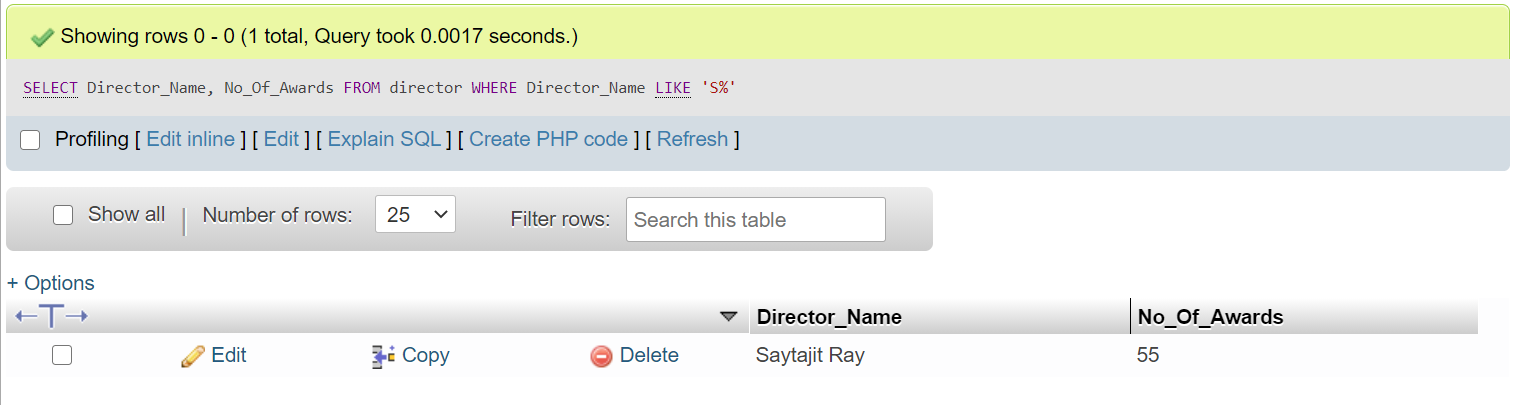 Showing rows 0 - 0 (1 total, Query took 0.0017 seconds.)
SELECT Director_Name, No_Of_Awards FROM director WHERE Director_Name LIKE 'S%'
Profiling [ Edit inline ] [ Edit ] [ Explain SQL ] [ Create PHP code ] [ Refresh ]
Show all | Number of rows: 25 Filter rows: Search this table
+ Options
←T→ Director_Name No_Of_Awards
Edit Copy Delete Saytajit Ray 55